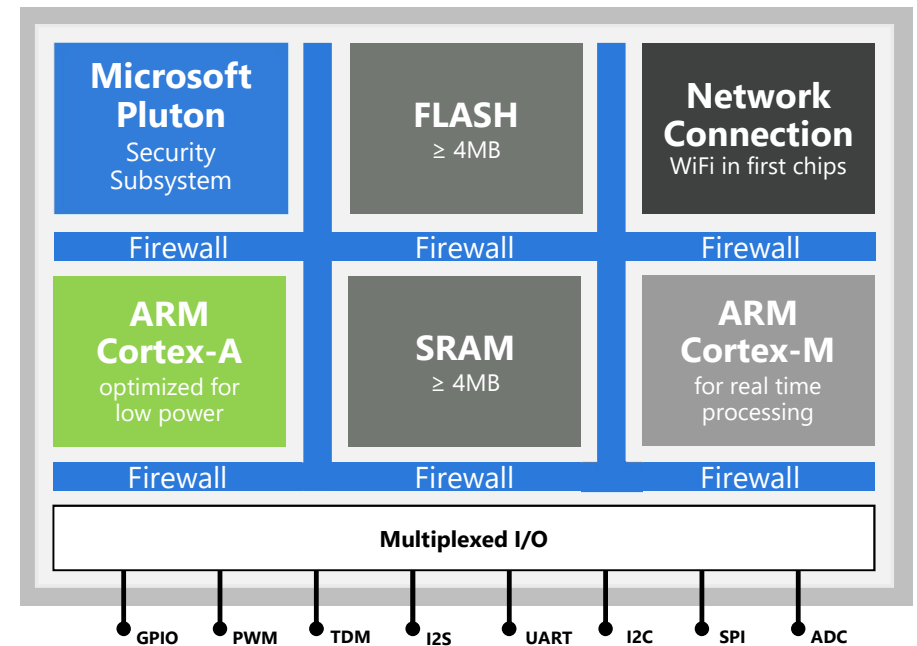 Microsoft
Pluton
Security
Subsystem
FLASH
≥ 4MB
Network
Connection
WiFi in first chips
Firewall
Firewall
Firewall
ARM
Cortex-A
optimized for
low power
SRAM
≥ 4MB
ARM
Cortex-M
for real time
processing
Firewall
Firewall
Firewall
Multiplexed I/O
GPIO
PWM
TDM
I2S
UART
I2C
SPI
ADC